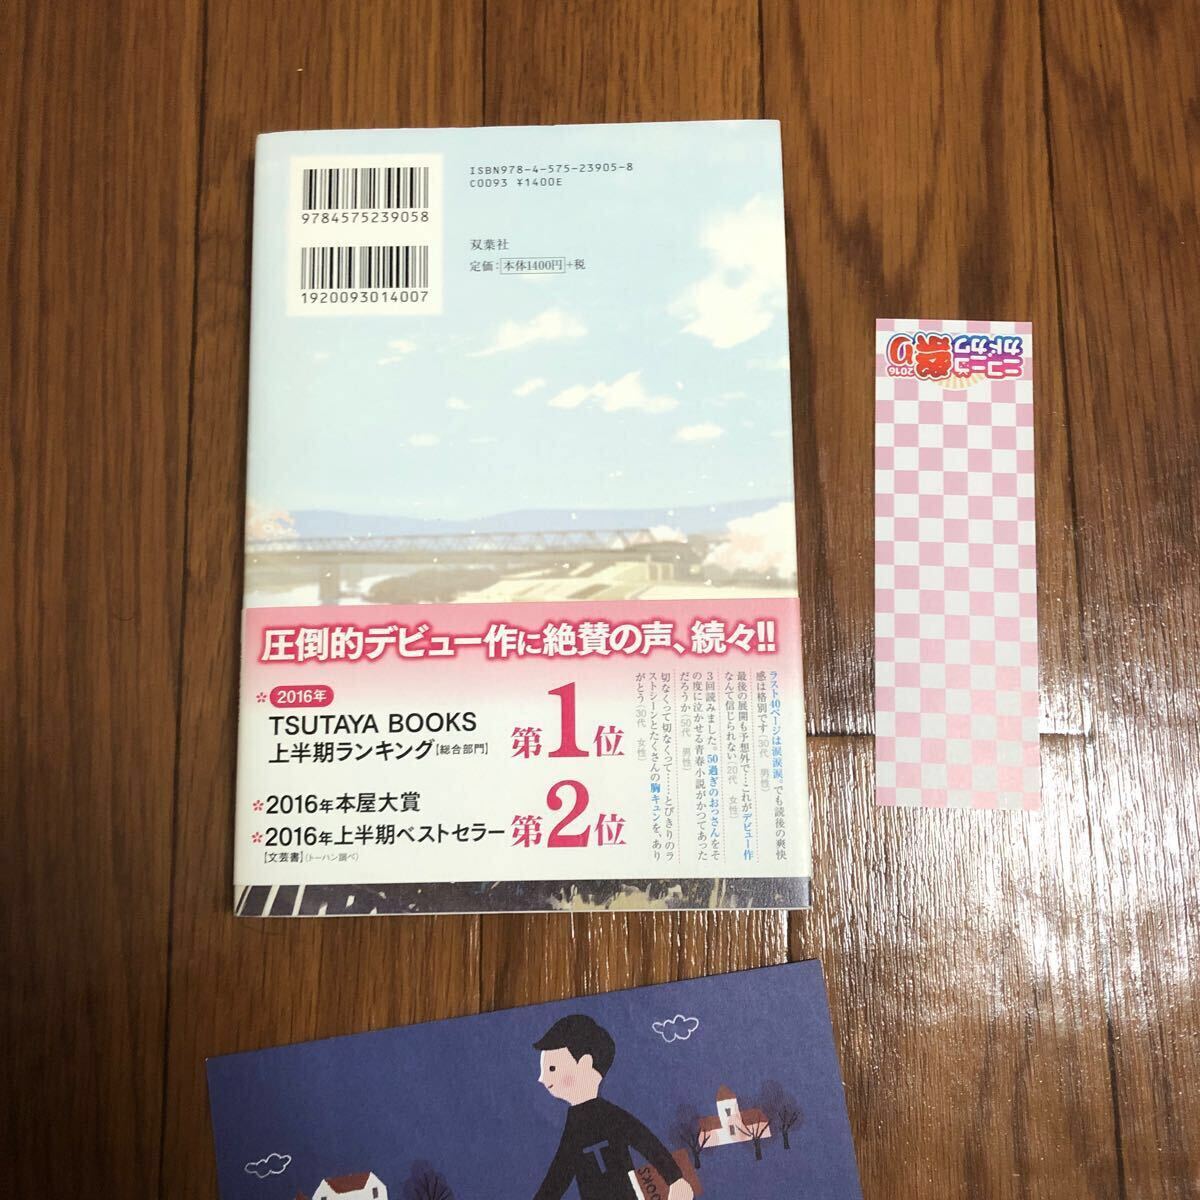 ISBN978-4-575-23905-8
C0093 ¥1400E
9784575239058
双葉社
定価:本体1400円+税
1920093014007
圧倒的デビュー作に絶賛の声、続々!!
2016年
TSUTAYA BOOKS
上半期ランキング【総合部門】
第1位
2016年本屋大賞
2016年上半期ベストセラー
【文芸書】(トーハン調べ)
第2位
ラスト40ページは涙涙涙。でも読後の爽快
感は格別です(30代 男性)
最後の展開も予想外で…これがデビュー作
なんて信じられない(20代 女性)
3回読みました。50過ぎのおっさんをそ
の度に泣かせる青春小説がかつてあった
だろうか(50代 男性)
切なくって切なくって……とびきりのラ
ストシーンとたくさんの胸キュンを、あり
がとう(30代 女性)
ニコニコ
カドカワ
祭り
2016
T
BOOKS